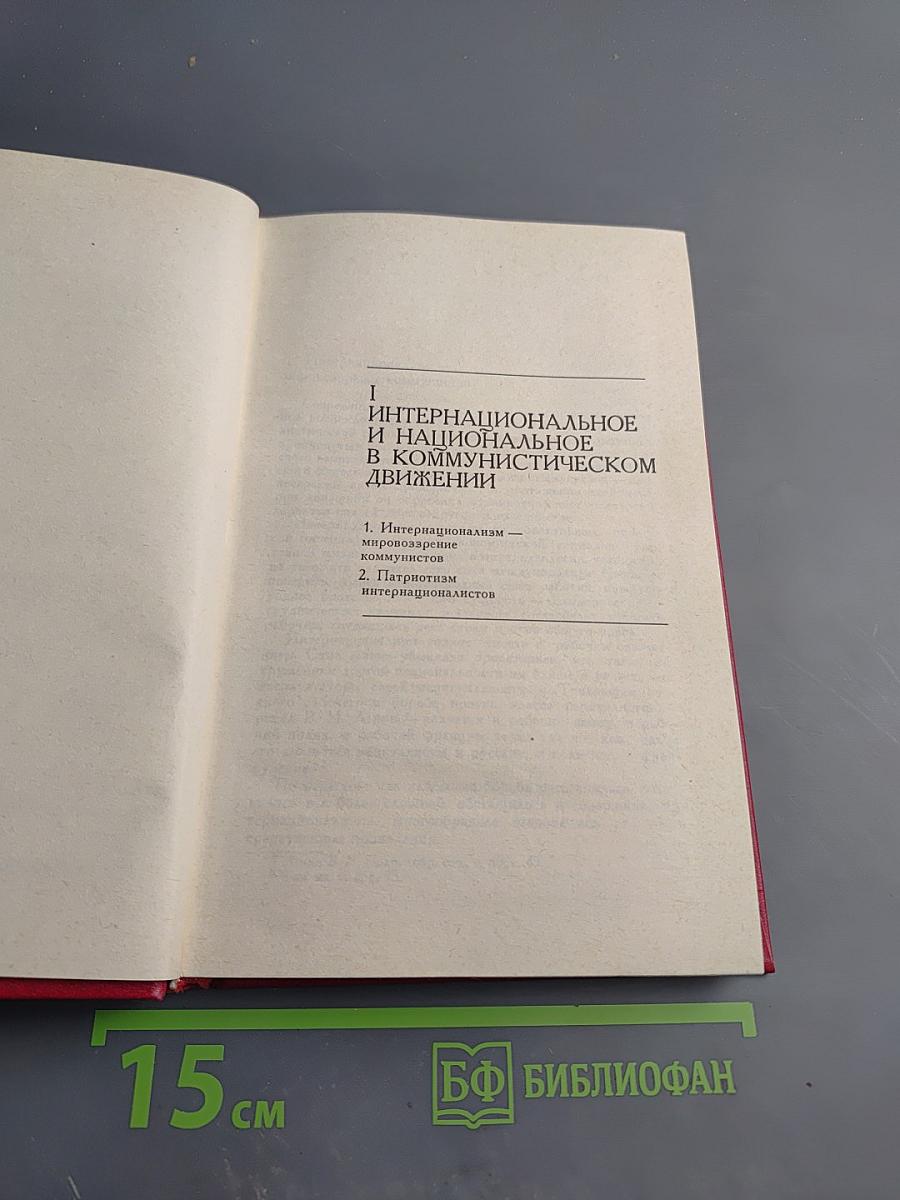 I
ИНТЕРНАЦИОНАЛЬНОЕ
И НАЦИОНАЛЬНОЕ
В КОММУНИСТИЧЕСКОМ
ДВИЖЕНИИ
1. Интернационализм —
мировоззрение
коммунистов
2. Патриотизм
интернационалистов
15 см
БФ БИБЛИОФАН